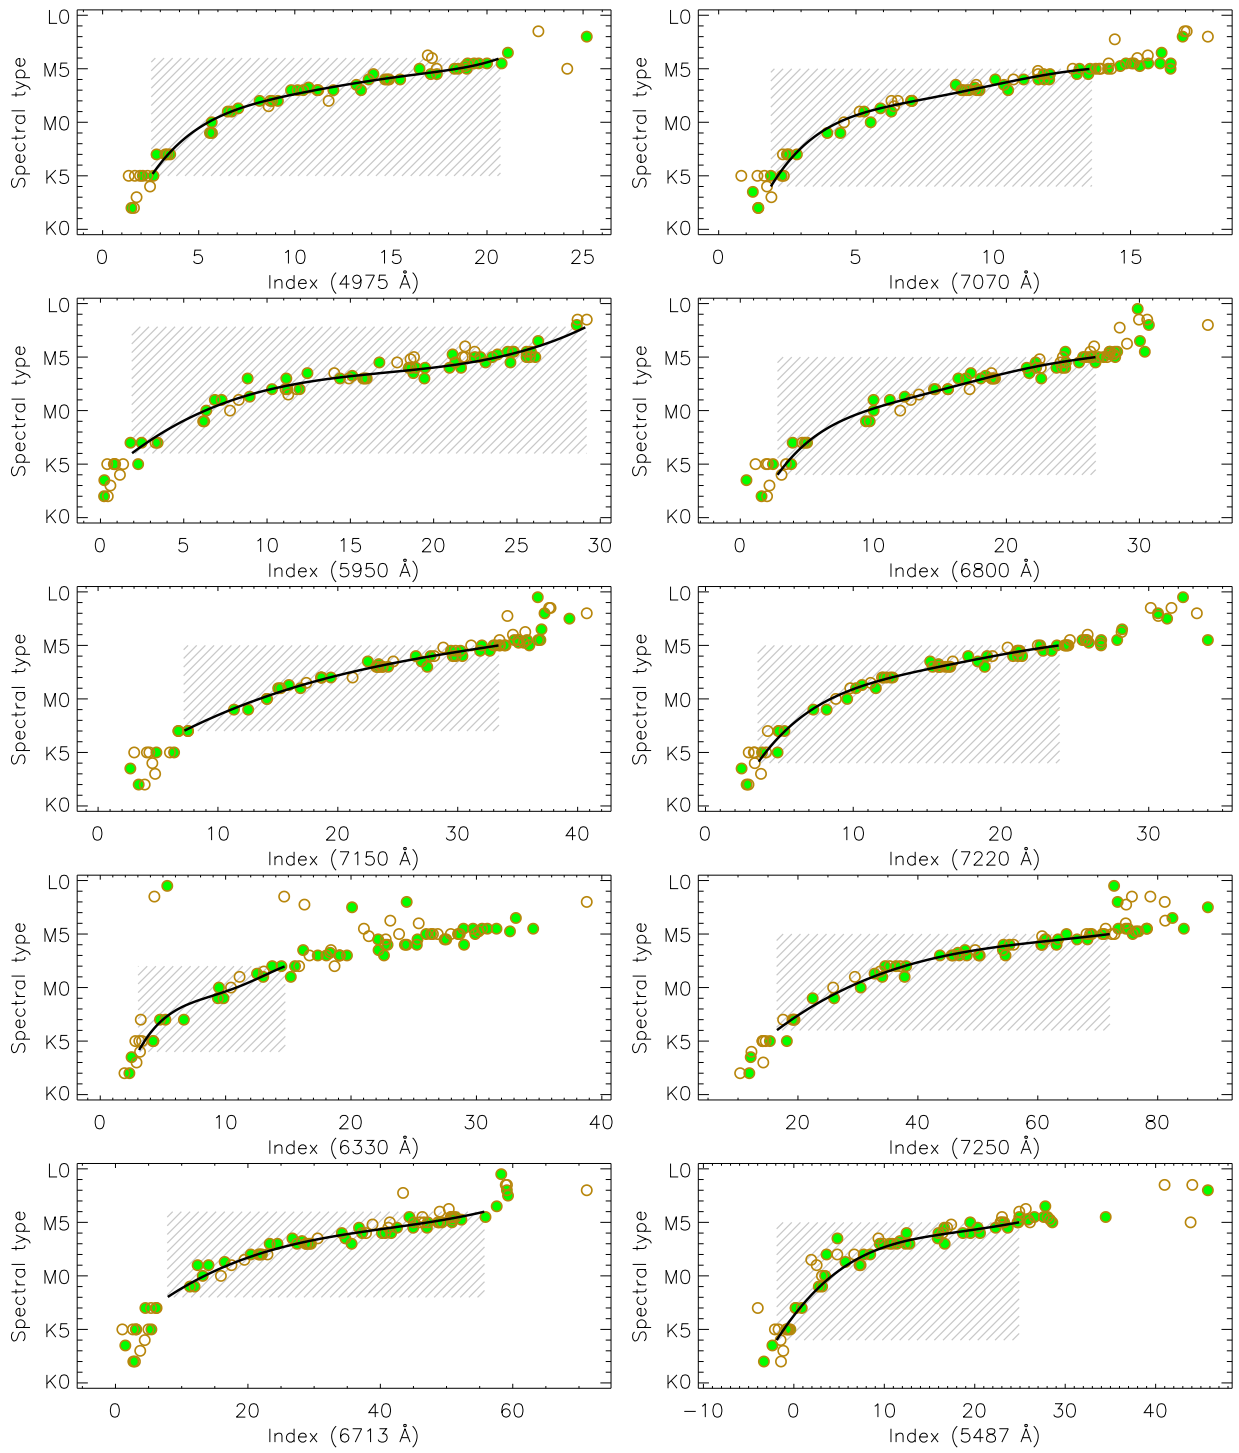 L0
M5
M0
K5
K0
Spectral type
0 5 10 15 20 25
Index (4975 Å)
L0
M5
M0
K5
K0
Spectral type
0 5 10 15
Index (7070 Å)
L0
M5
M0
K5
K0
Spectral type
0 5 10 15 20 25 30
Index (5950 Å)
L0
M5
M0
K5
K0
Spectral type
0 10 20 30
Index (6800 Å)
L0
M5
M0
K5
K0
Spectral type
0 10 20 30 40
Index (7150 Å)
L0
M5
M0
K5
K0
Spectral type
0 10 20 30
Index (7220 Å)
L0
M5
M0
K5
K0
Spectral type
0 10 20 30 40
Index (6330 Å)
L0
M5
M0
K5
K0
Spectral type
20 40 60 80
Index (7250 Å)
L0
M5
M0
K5
K0
Spectral type
0 20 40 60
Index (6713 Å)
L0
M5
M0
K5
K0
Spectral type
−10 0 10 20 30 40
Index (5487 Å)